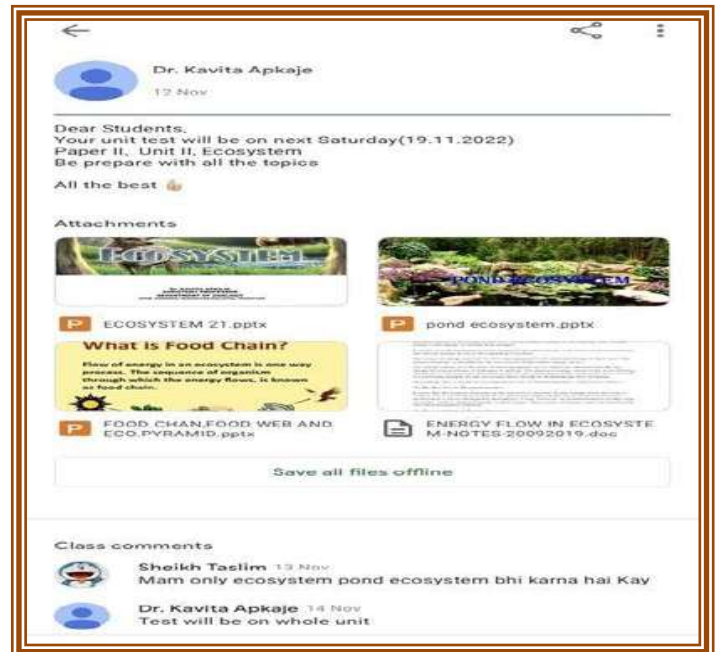 Dr. Kavita Apkaje
12 Nov
Dear Students,
Your unit test will be on next Saturday(19.11.2022)
Paper II, Unit II, Ecosystem
Be prepare with all the topics
All the best 👍🏼
Attachments
ECOSYSTEM
POND ECOSYSTEM
ECOSYSTEM 21.pptx
pond ecosystem.pptx
What is Food Chain?
Flow of energy in an ecosystem is one way
process. The sequence of organism
through which the energy flows, is known
as food chain.
FOOD CHAN,FOOD WEB AND
ECO.PYRAMID.pptx
ENERGY FLOW IN ECOSYSTE
M-NOTES-20092019.doc
Save all files offline
Class comments
Sheikh Taslim 13 Nov
Mam only ecosystem pond ecosystem bhi karna hai Kay
Dr. Kavita Apkaje 14 Nov
Test will be on whole unit